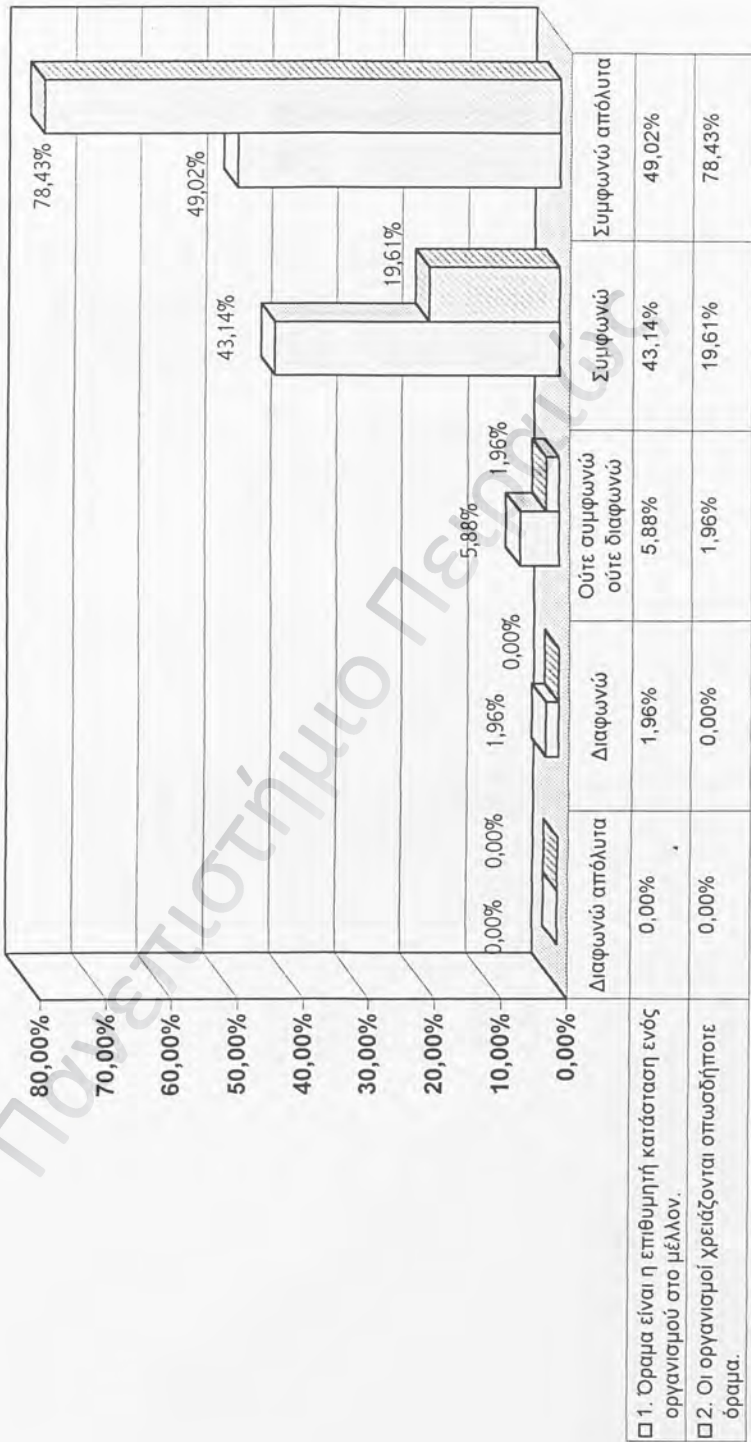 80,00%
70,00%
60,00%
50,00%
40,00%
30,00%
20,00%
10,00%
0,00%
0,00%
0,00%
1,96%
0,00%
5,88%
1,96%
43,14%
19,61%
49,02%
78,43%
Διαφωνώ απόλυτα
Διαφωνώ
Ούτε συμφωνώ
ούτε διαφωνώ
Συμφωνώ
Συμφωνώ απόλυτα
□ 1. Όραμα είναι η επιθυμητή κατάσταση ενός
οργανισμού στο μέλλον.
0,00%
1,96%
5,88%
43,14%
49,02%
□ 2. Οι οργανισμοί χρειάζονται οπωσδήποτε
όραμα.
0,00%
0,00%
1,96%
19,61%
78,43%
Πανεπιστήμιο Πειραιώς